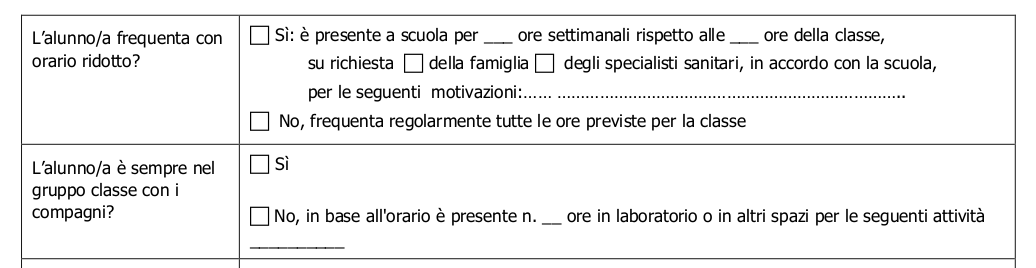 L'alunno/a frequenta con
orario ridotto?
☐ Sì: è presente a scuola per ___ ore settimanali rispetto alle ___ ore della classe,
su richiesta ☐ della famiglia ☐ degli specialisti sanitari, in accordo con la scuola,
per le seguenti motivazioni:…… …………………………………………………………………..
☐ No, frequenta regolarmente tutte le ore previste per la classe
L'alunno/a è sempre nel
gruppo classe con i
compagni?
☐ Sì
☐ No, in base all'orario è presente n. __ ore in laboratorio o in altri spazi per le seguenti attività
__________